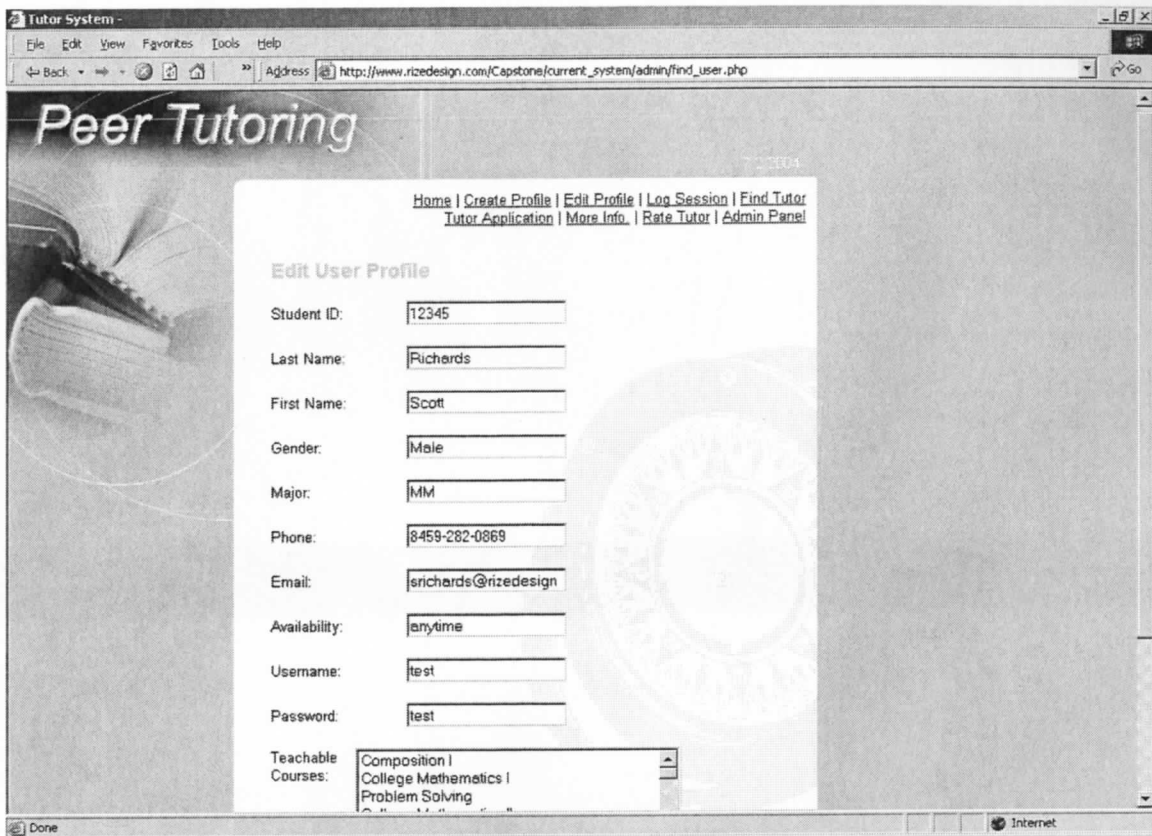 Tutor System -
File Edit View Favorites Tools Help
Back » Address http://www.rizedesign.com/Capstone/current_system/admin/find_user.php Go
Peer Tutoring
Home | Create Profile | Edit Profile | Log Session | Find Tutor
Tutor Application | More Info. | Rate Tutor | Admin Panel
Edit User Profile
Student ID: 12345
Last Name: Richards
First Name: Scott
Gender: Male
Major: MM
Phone: 8459-282-0869
Email: srichards@rizedesign
Availability: anytime
Username: test
Password: test
Teachable Composition I
Courses: College Mathematics I
Problem Solving
Done Internet